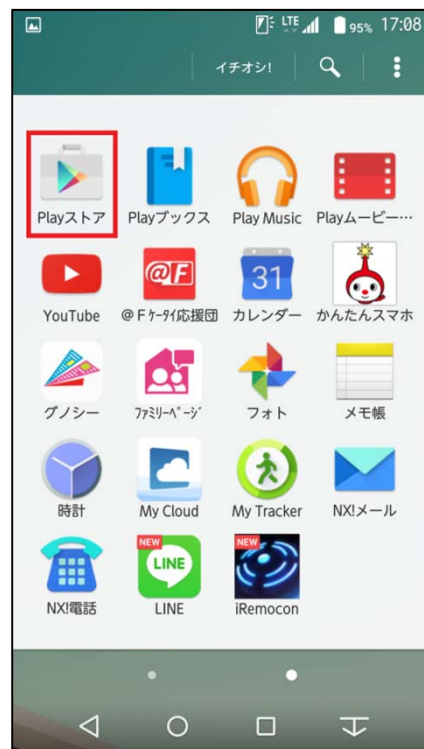 LTE 95% 17:08
イチオシ!
Playストア Playブックス Play Music Playムービー…
@F 31
YouTube @Fケータイ応援団 カレンダー かんたんスマホ
グノシー ファミリーページ フォト メモ帳
時計 My Cloud My Tracker NX!メール
NEW LINE NEW
NX!電話 LINE iRemocon